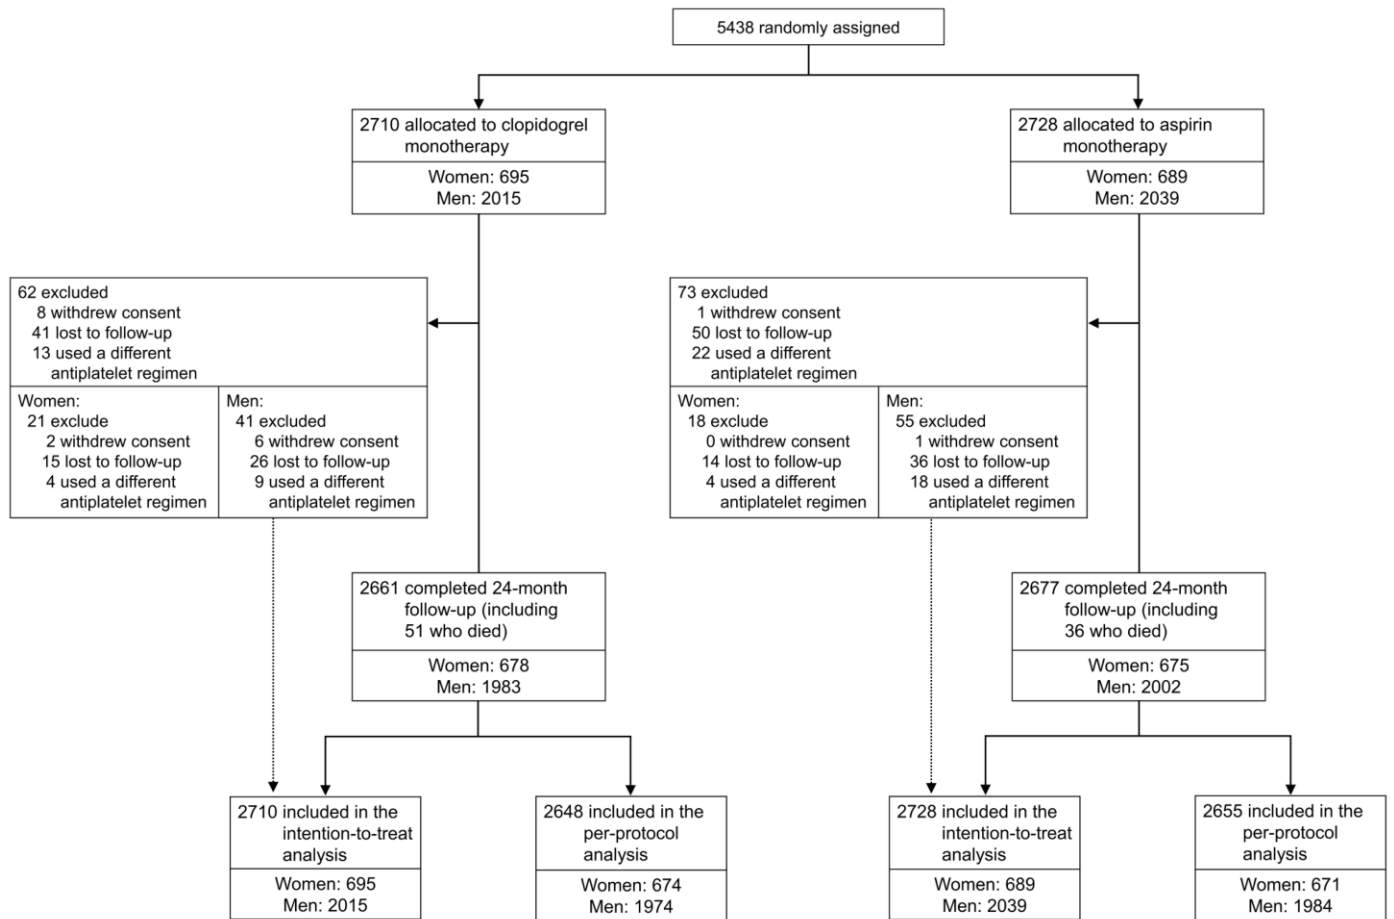 5438 randomly assigned
2710 allocated to clopidogrel
monotherapy
Women: 695
Men: 2015
2728 allocated to aspirin
monotherapy
Women: 689
Men: 2039
62 excluded
8 withdrew consent
41 lost to follow-up
13 used a different
antiplatelet regimen
Women:
21 exclude
2 withdrew consent
15 lost to follow-up
4 used a different
antiplatelet regimen
Men:
41 excluded
6 withdrew consent
26 lost to follow-up
9 used a different
antiplatelet regimen
73 excluded
1 withdrew consent
50 lost to follow-up
22 used a different
antiplatelet regimen
Women:
18 exclude
0 withdrew consent
14 lost to follow-up
4 used a different
antiplatelet regimen
Men:
55 excluded
1 withdrew consent
36 lost to follow-up
18 used a different
antiplatelet regimen
2661 completed 24-month
follow-up (including
51 who died)
Women: 678
Men: 1983
2677 completed 24-month
follow-up (including
36 who died)
Women: 675
Men: 2002
2710 included in the
intention-to-treat
analysis
Women: 695
Men: 2015
2648 included in the
per-protocol
analysis
Women: 674
Men: 1974
2728 included in the
intention-to-treat
analysis
Women: 689
Men: 2039
2655 included in the
per-protocol
analysis
Women: 671
Men: 1984